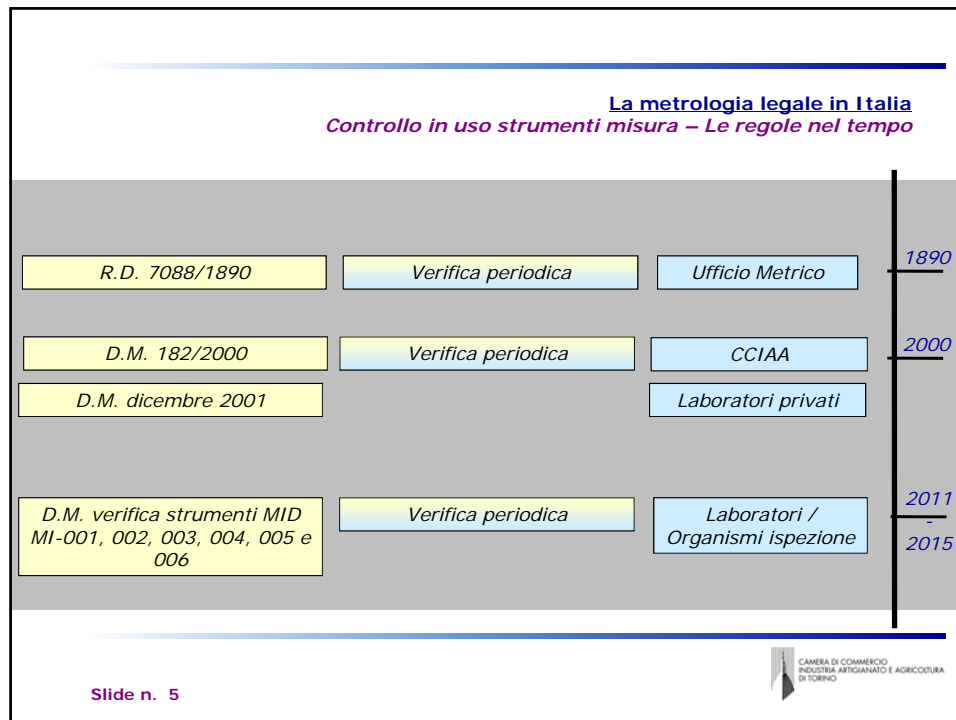 La metrologia legale in Italia
Controllo in uso strumenti misura – Le regole nel tempo
R.D. 7088/1890
Verifica periodica
Ufficio Metrico
1890
D.M. 182/2000
Verifica periodica
CCIAA
2000
D.M. dicembre 2001
Laboratori privati
D.M. verifica strumenti MID
MI-001, 002, 003, 004, 005 e
006
Verifica periodica
Laboratori /
Organismi ispezione
2011
-
2015
CAMERA DI COMMERCIO
INDUSTRIA ARTIGIANATO E AGRICOLTURA
DI TORINO
Slide n. 5